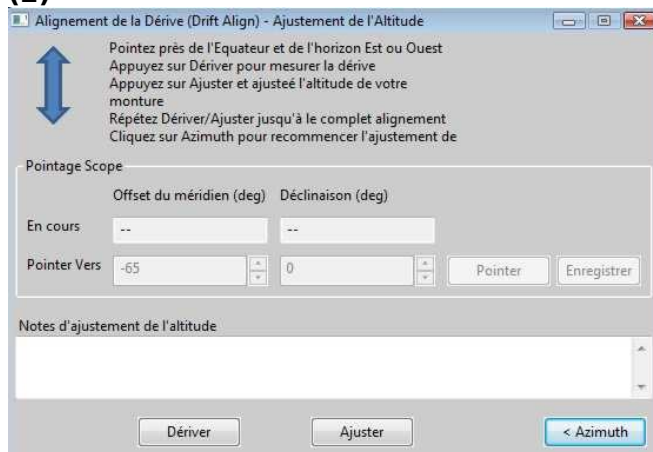 Alignement de la Dérive (Drift Align) - Ajustement de l'Altitude
Pointez près de l'Equateur et de l'horizon Est ou Ouest
Appuyez sur Dériver pour mesurer la dérive
Appuyez sur Ajuster et ajusteé l'altitude de votre
monture
Répétez Dériver/Ajuster jusqu'à le complet alignement
Cliquez sur Azimuth pour recommencer l'ajustement de
Pointage Scope
Offset du méridien (deg) Déclinaison (deg)
En cours -- --
Pointer Vers -65 0 Pointer Enregistrer
Notes d'ajustement de l'altitude
Dériver Ajuster < Azimuth